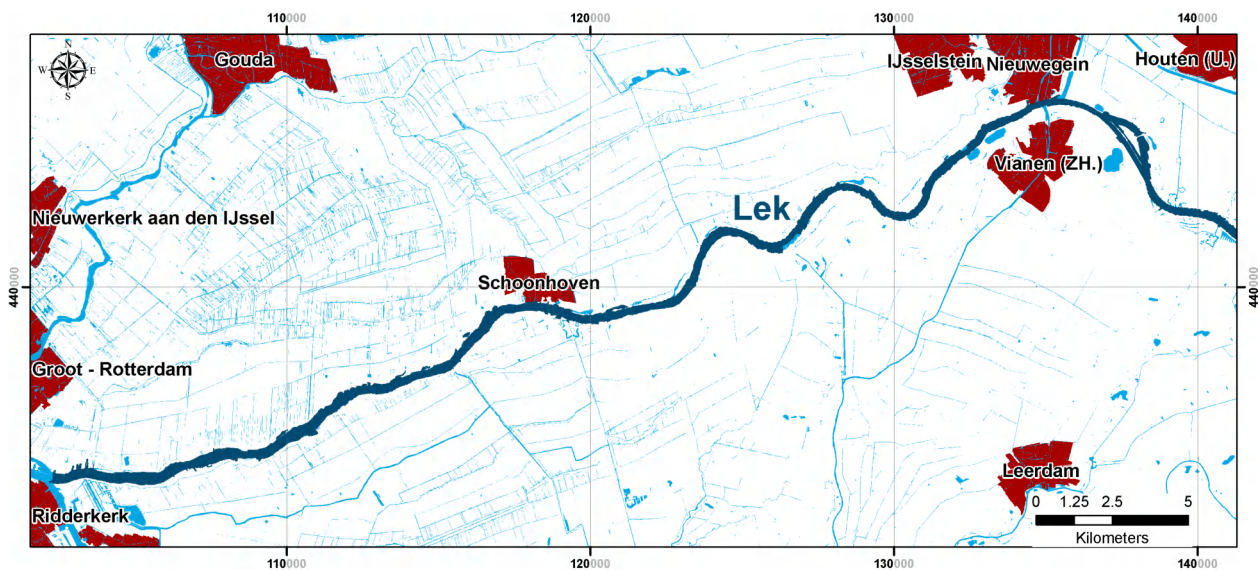 110000 120000 130000 140000
N
W E
S
Gouda
IJsselstein
Nieuwegein
Houten (U.)
Vianen (ZH.)
Nieuwerkerk aan den IJssel
Lek
Schoonhoven
440000 440000
Groot - Rotterdam
Leerdam
Ridderkerk
0 1.25 2.5 5
Kilometers
110000 120000 130000 140000